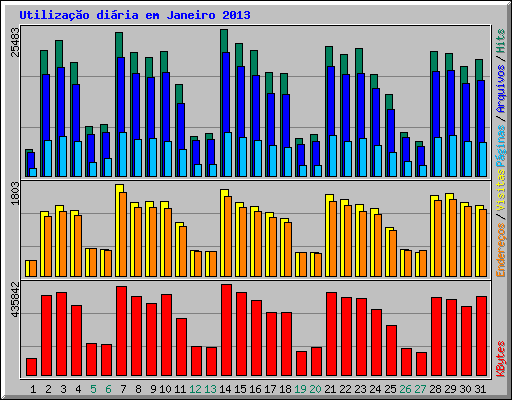 Utilização diária em Janeiro 2013
25483
1803
435842
Endereços / Visitas Páginas / Arquivos / Hits
KBytes
1 2 3 4 5 6 7 8 9 10 11 12 13 14 15 16 17 18 19 20 21 22 23 24 25 26 27 28 29 30 31